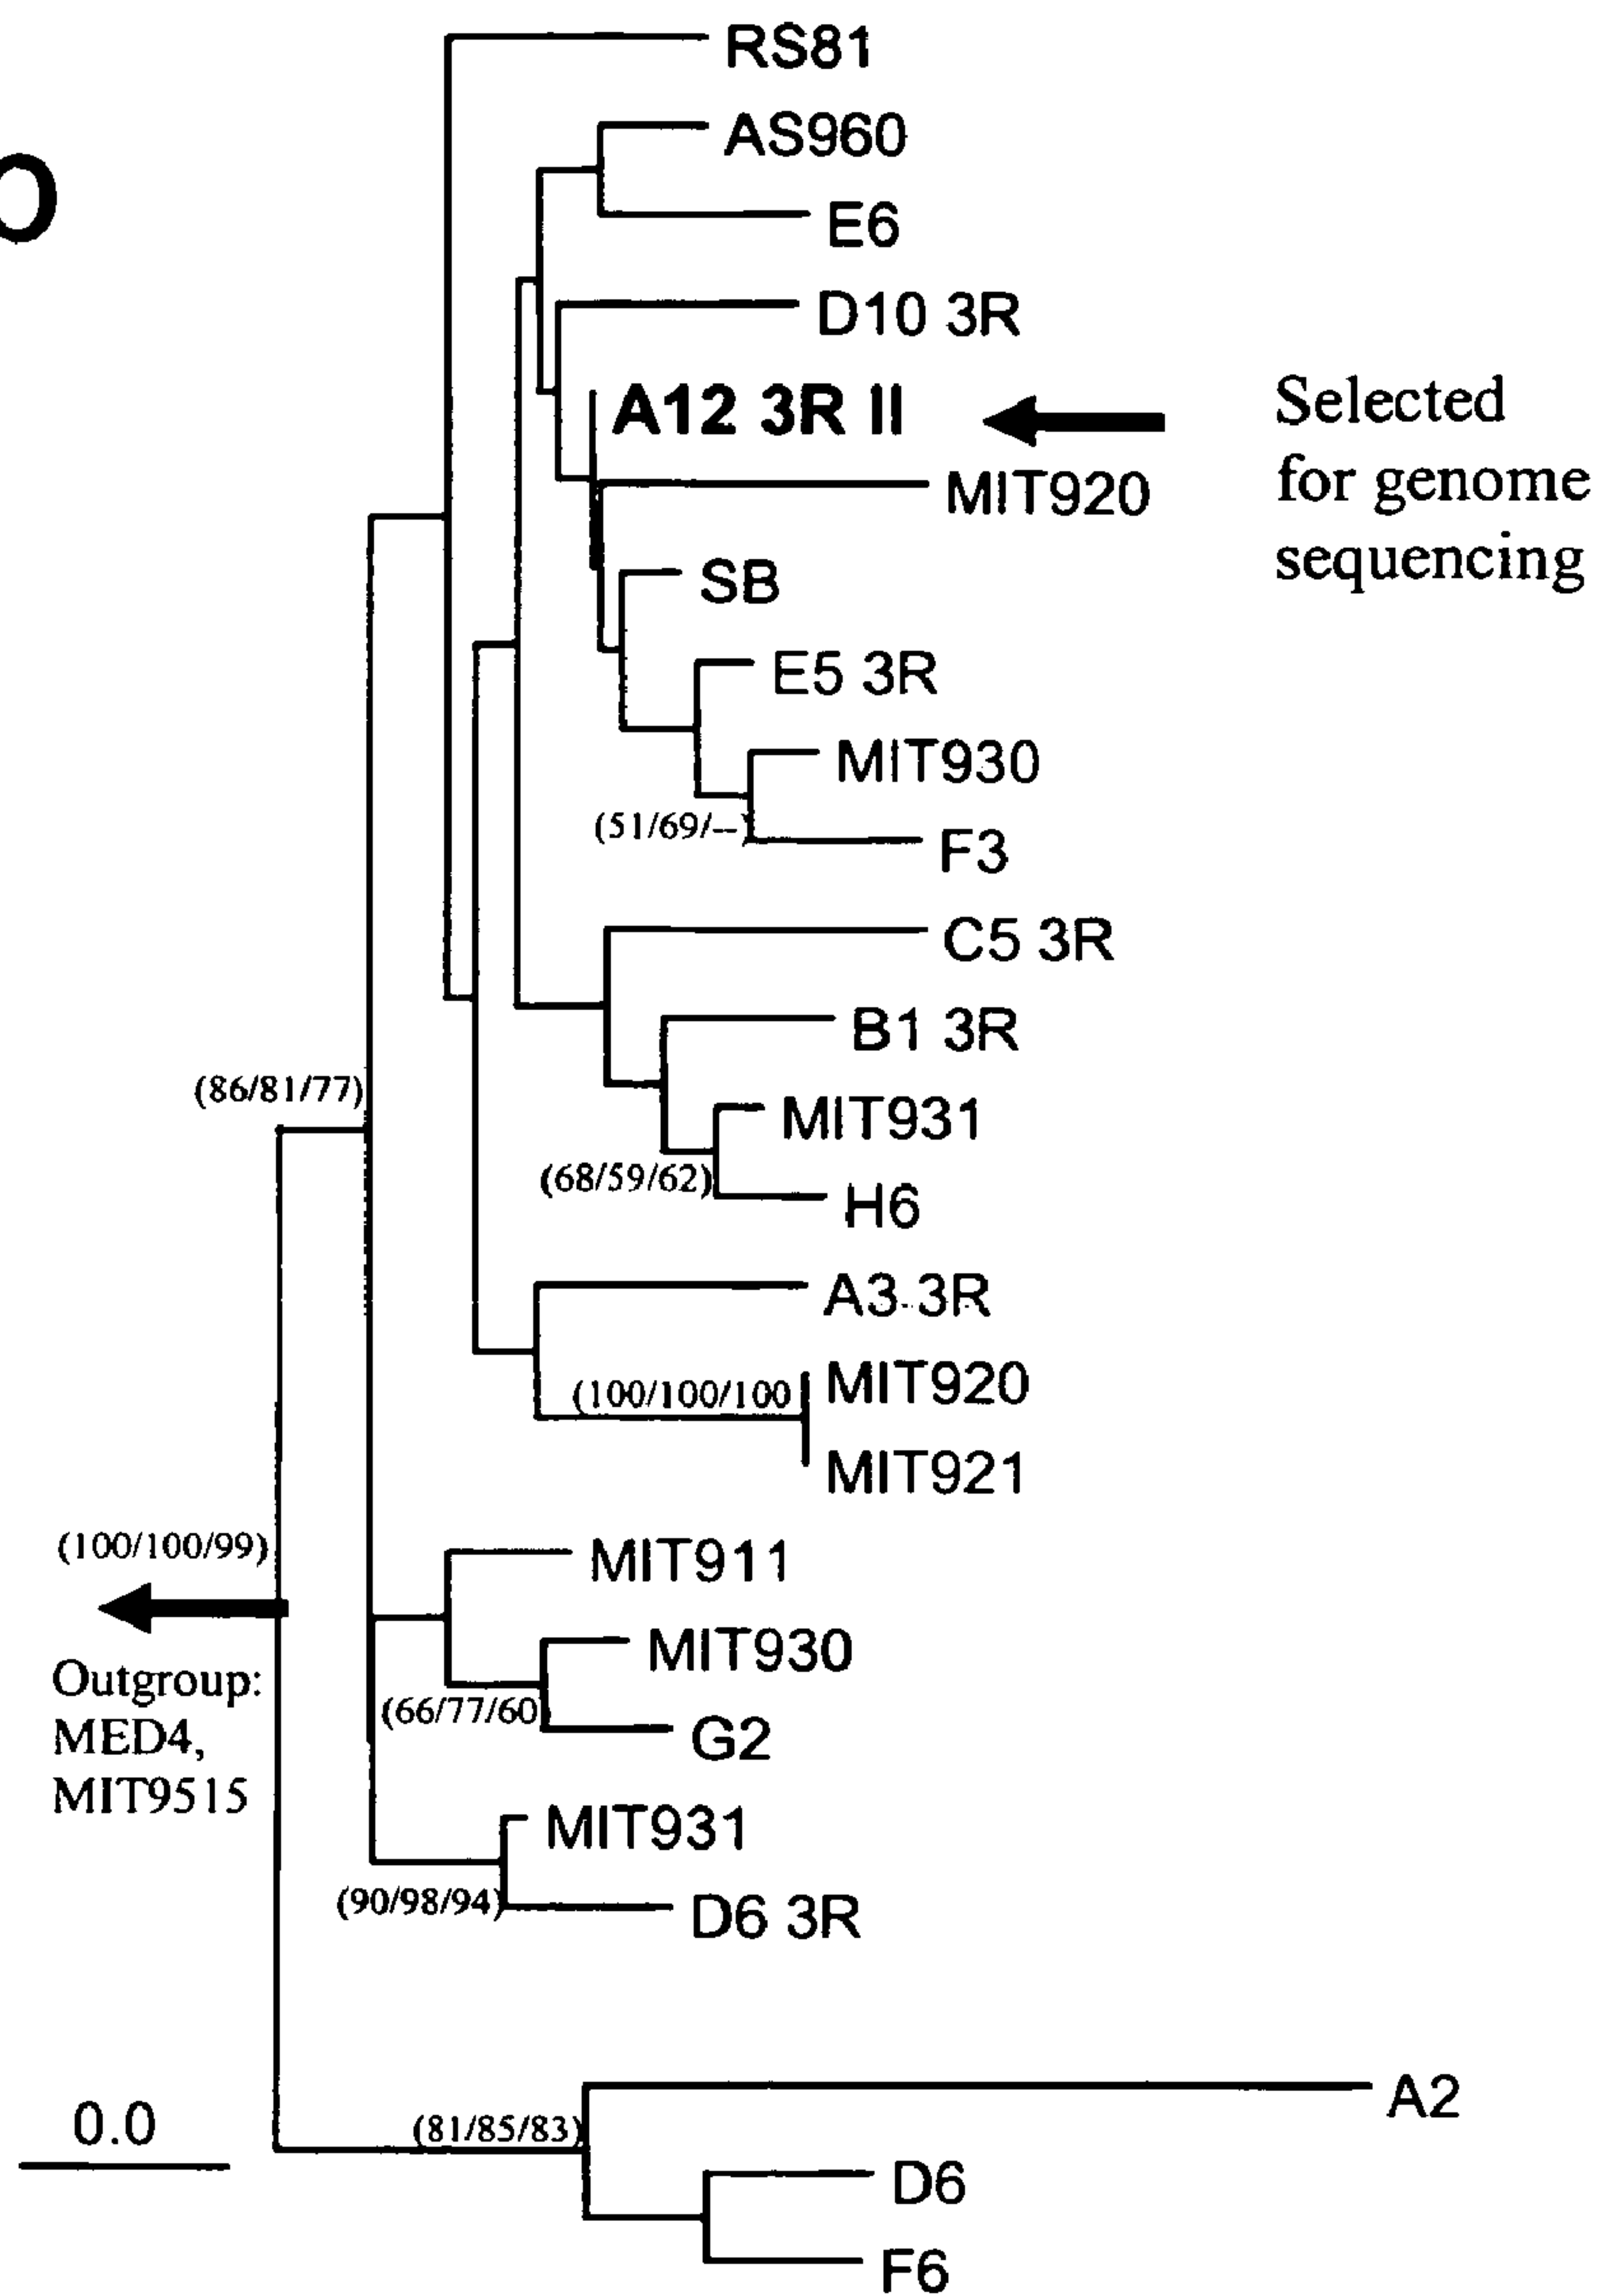 RS81
AS960
E6
D10 3R
A12 3R II
Selected
for genome
sequencing
MIT920
SB
E5 3R
MIT930
(51/69/--)
F3
C5 3R
B1 3R
(86/81/77)
MIT931
(68/59/62)
H6
A3 3R
MIT920
(100/100/100
MIT921
(100/100/99)
MIT911
MIT930
Outgroup:
MED4,
MIT9515
(66/77/60
G2
MIT931
(90/98/94)
D6 3R
A2
0.0
(81/85/83)
D6
F6